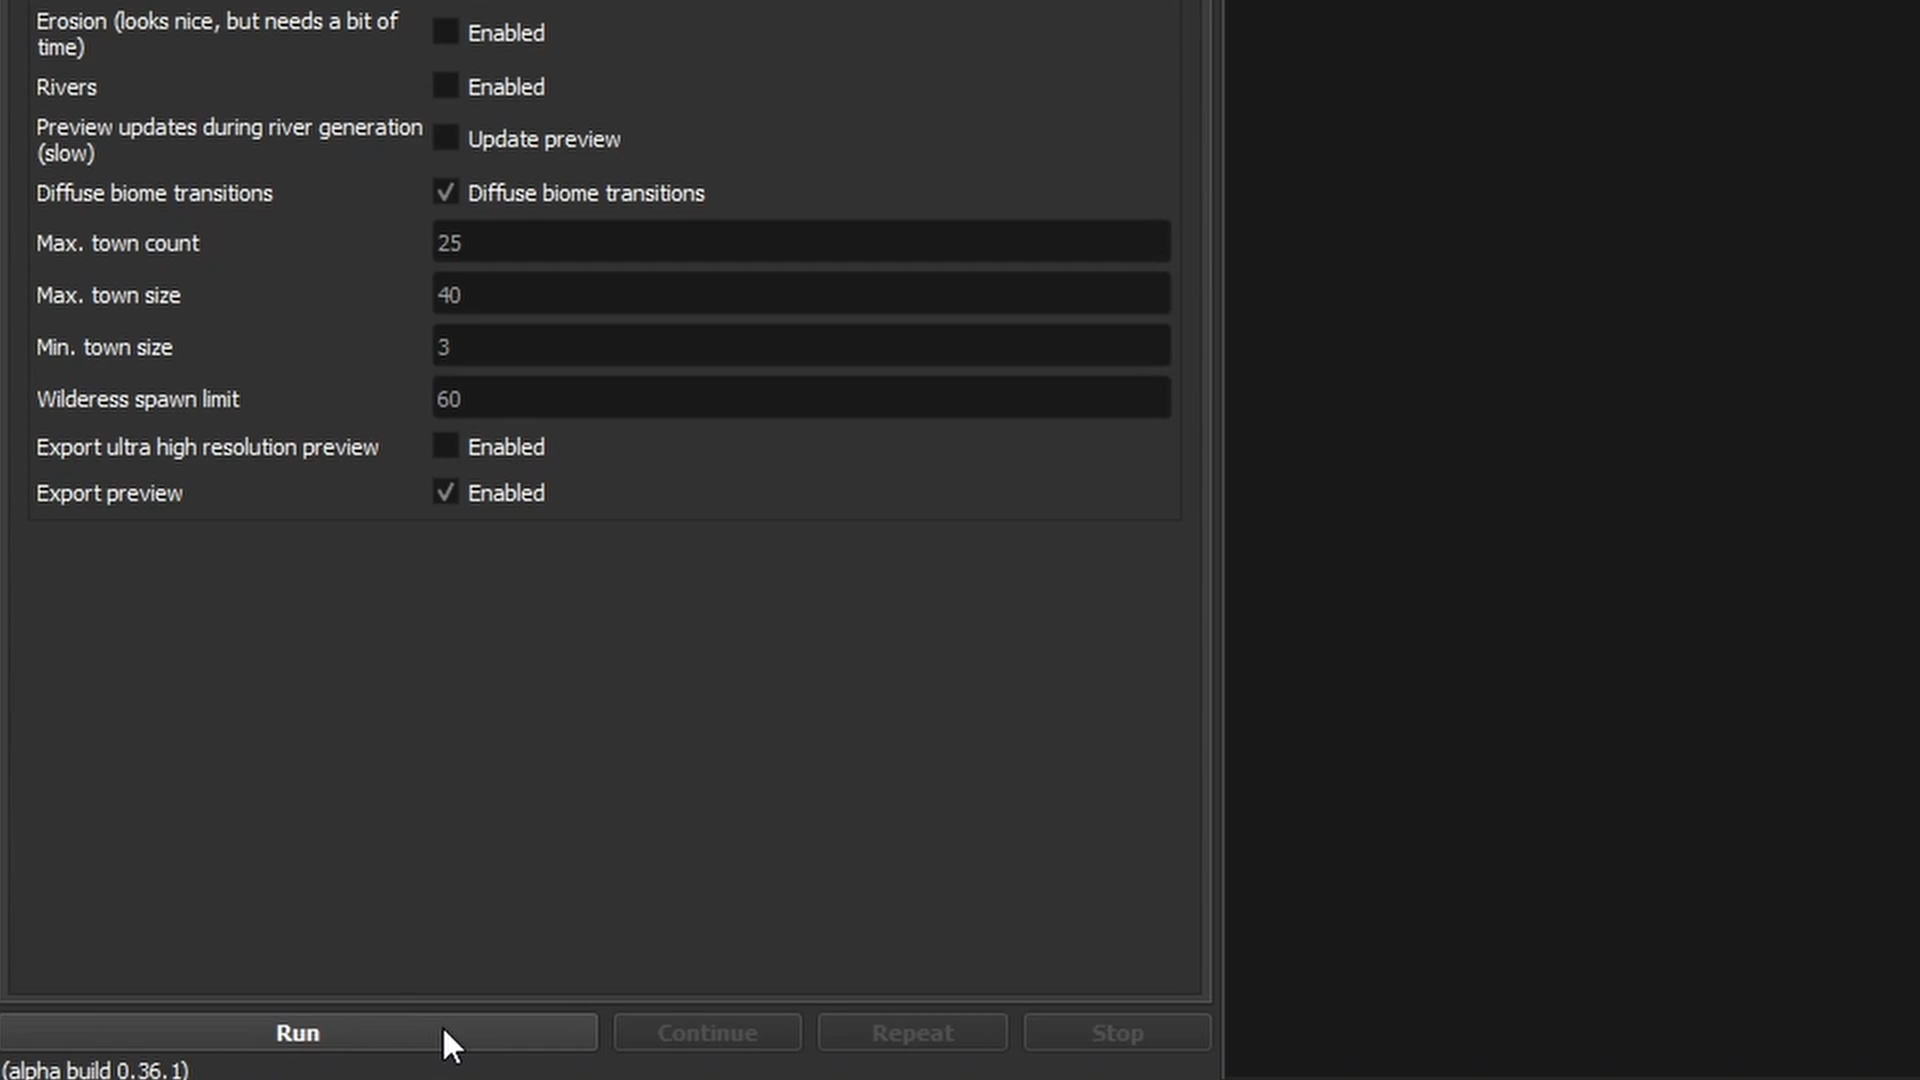 Erosion (looks nice, but needs a bit of
time)
Enabled
Rivers
Enabled
Preview updates during river generation
(slow)
Update preview
Diffuse biome transitions
Diffuse biome transitions
Max. town count
25
Max. town size
40
Min. town size
3
Wilderess spawn limit
60
Export ultra high resolution preview
Enabled
Export preview
Enabled
Run
Continue
Repeat
Stop
(alpha build 0.36.1)